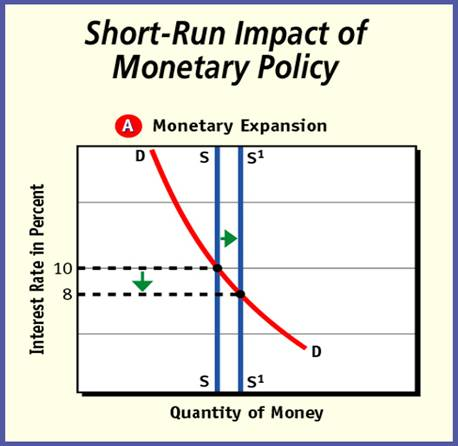 Short-Run Impact of
Monetary Policy
A Monetary Expansion
D S S¹
Interest Rate in Percent
10
8
D
S S¹
Quantity of Money